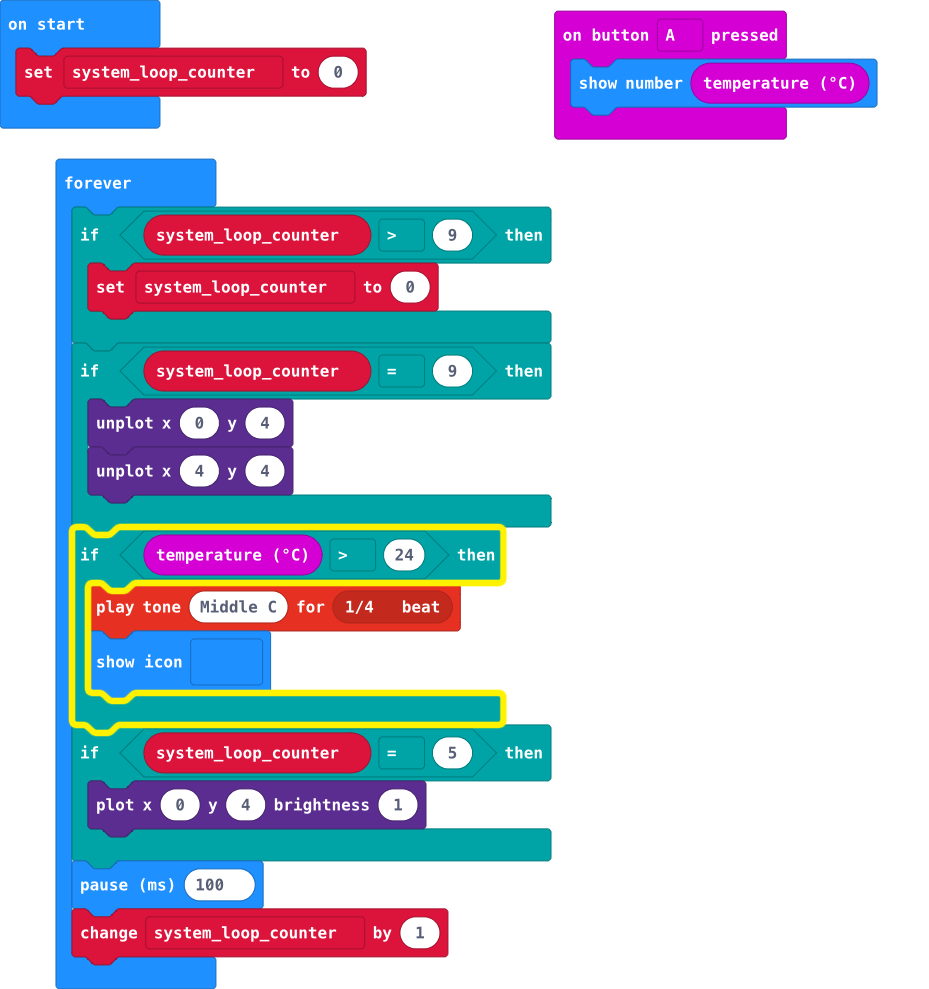 on start
set system_loop_counter to 0
on button A pressed
show number temperature (°C)
forever
if system_loop_counter > 9 then
set system_loop_counter to 0
if system_loop_counter = 9 then
unplot x 0 y 4
unplot x 4 y 4
if temperature (°C) > 24 then
play tone Middle C for 1/4 beat
show icon
if system_loop_counter = 5 then
plot x 0 y 4 brightness 1
pause (ms) 100
change system_loop_counter by 1